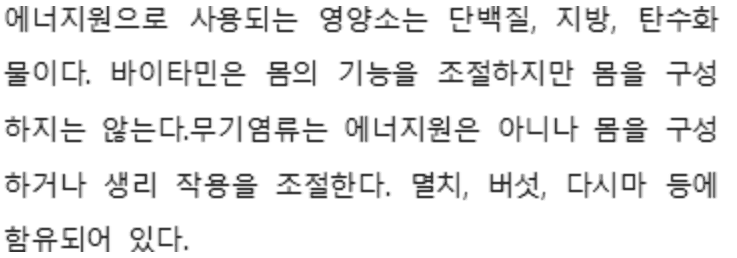 에너지원으로 사용되는 영양소는 단백질, 지방, 탄수화
물이다. 바이타민은 몸의 기능을 조절하지만 몸을 구성
하지는 않는다.무기염류는 에너지원은 아니나 몸을 구성
하거나 생리 작용을 조절한다. 멸치, 버섯, 다시마 등에
함유되어 있다.